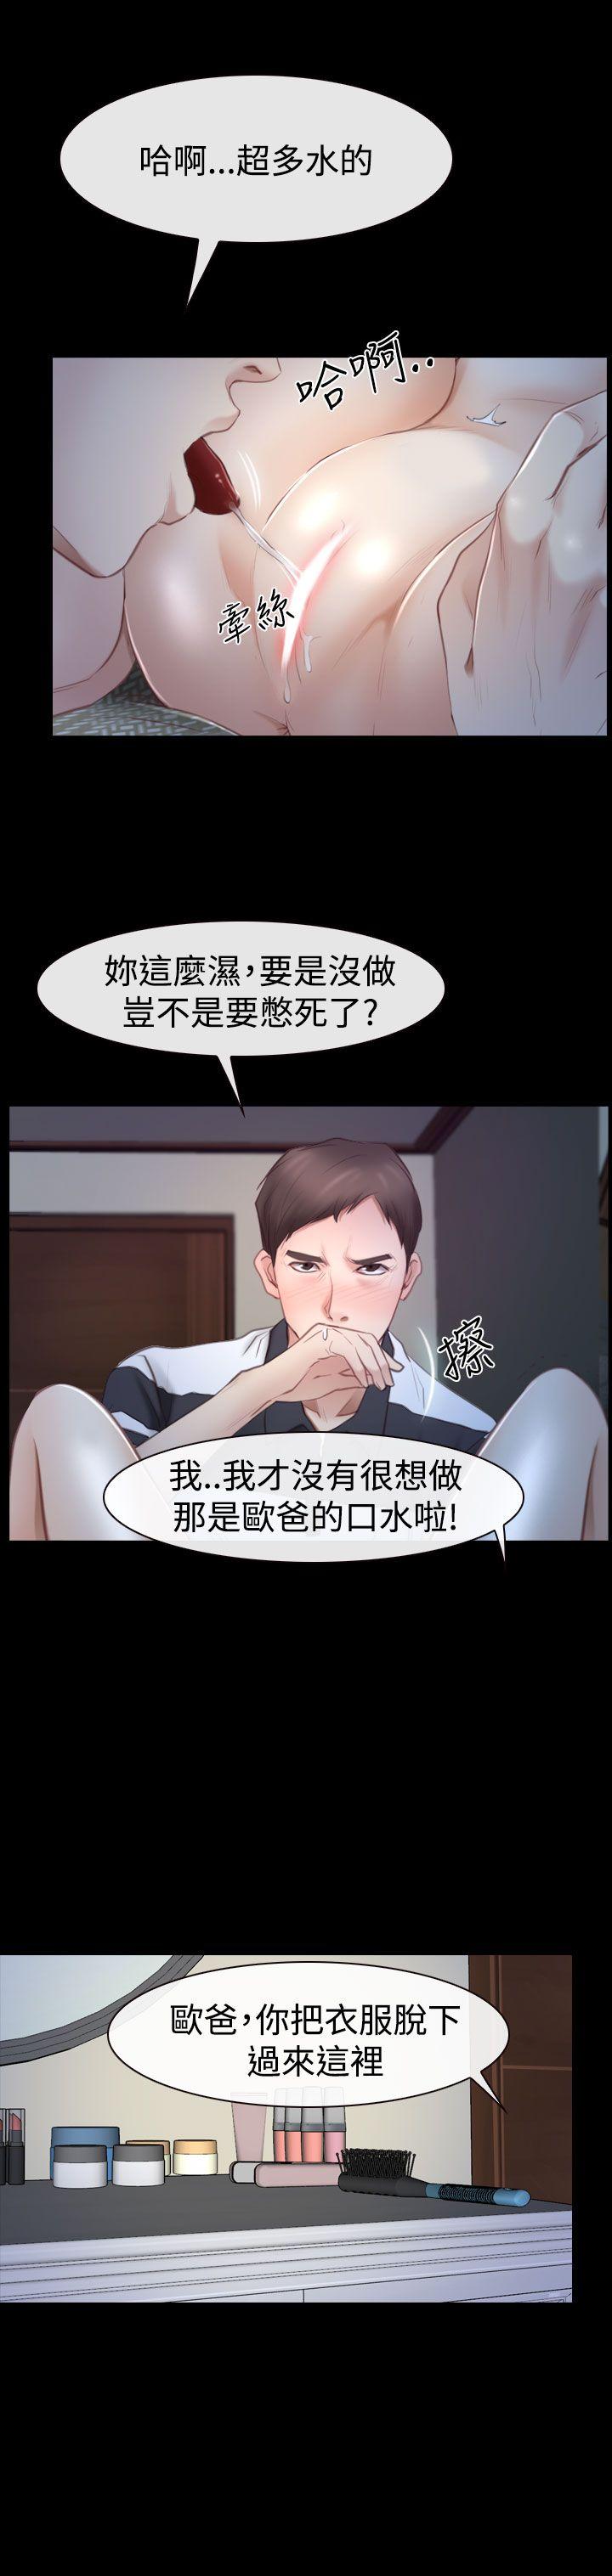 哈啊...超多水的
哈啊..
牽絲
妳這麼濕,要是沒做
豈不是要憋死了?
擦
我..我才沒有很想做
那是歐爸的口水啦!
歐爸,你把衣服脫下
過來這裡